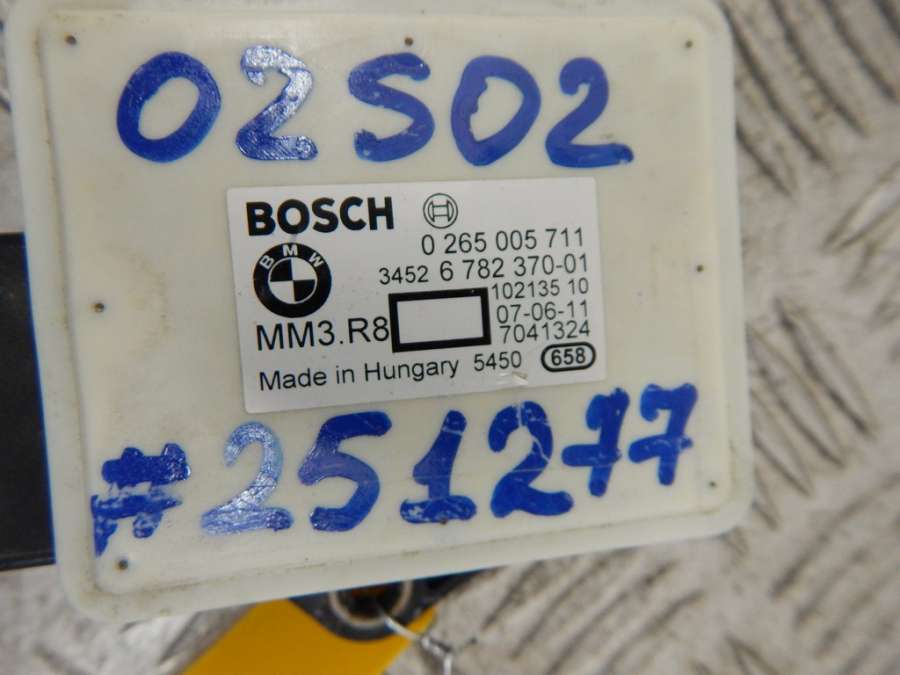 02S02
BOSCH
0 265 005 711
BMW
3452 6 782 370-01
102135 10
07-06-11
MM3.R8
7041324
Made in Hungary 5450 658
#251277